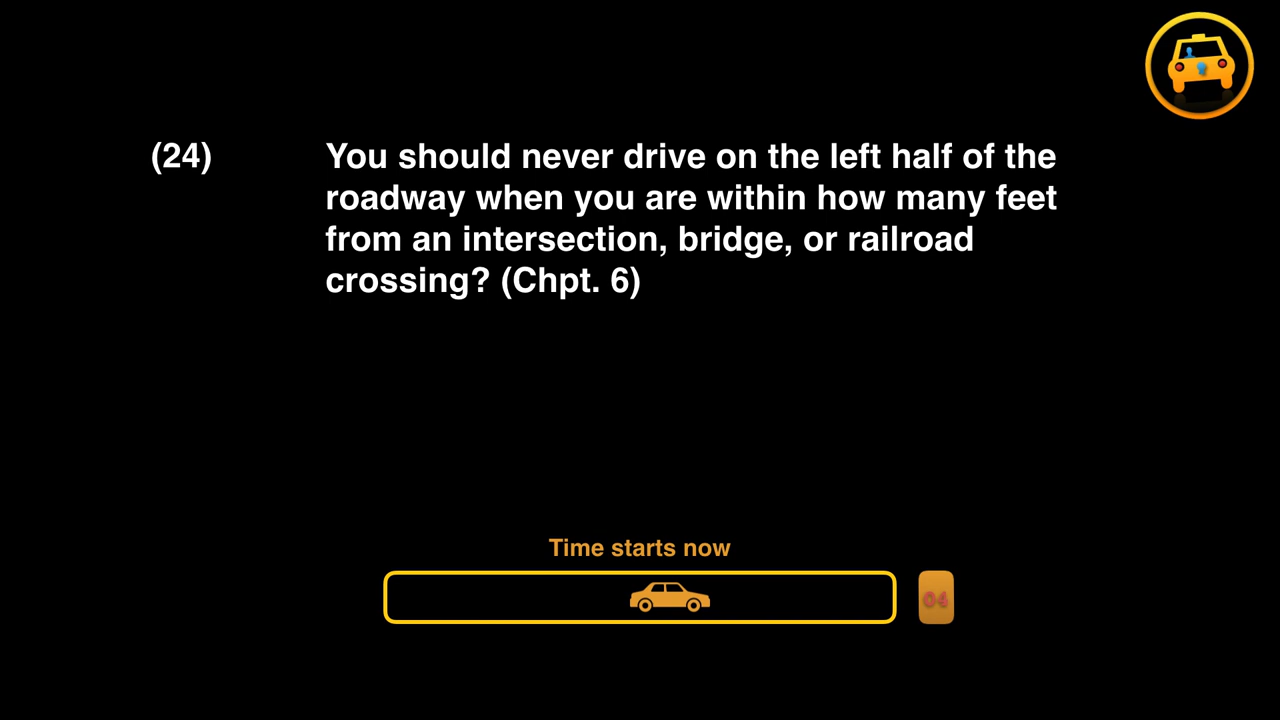 (24) You should never drive on the left half of the
roadway when you are within how many feet
from an intersection, bridge, or railroad
crossing? (Chpt. 6)
Time starts now
04